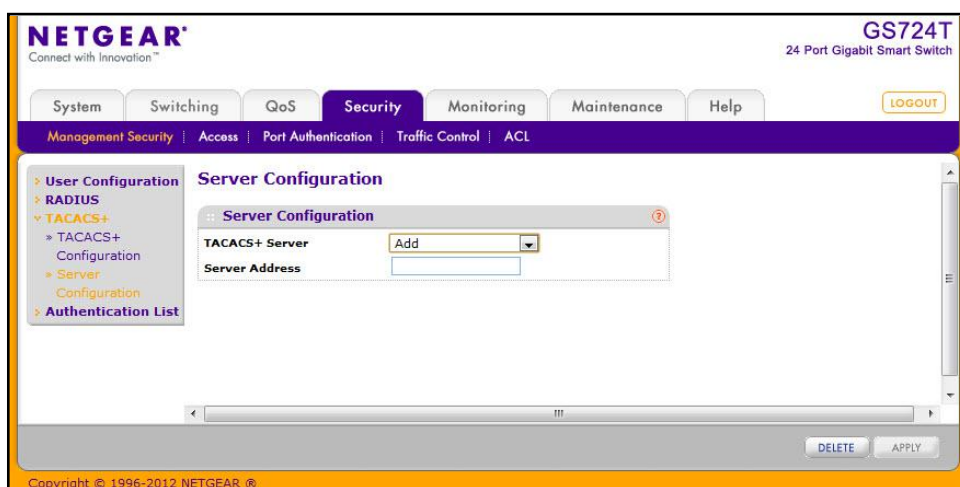 NETGEAR®
Connect with Innovation™
GS724T
24 Port Gigabit Smart Switch
System Switching QoS Security Monitoring Maintenance Help LOGOUT
Management Security Access Port Authentication Traffic Control ACL
User Configuration
RADIUS
TACACS+
» TACACS+
Configuration
» Server
Configuration
Authentication List
Server Configuration
Server Configuration ?
TACACS+ Server Add
Server Address
DELETE APPLY
Copyright © 1996-2012 NETGEAR ®